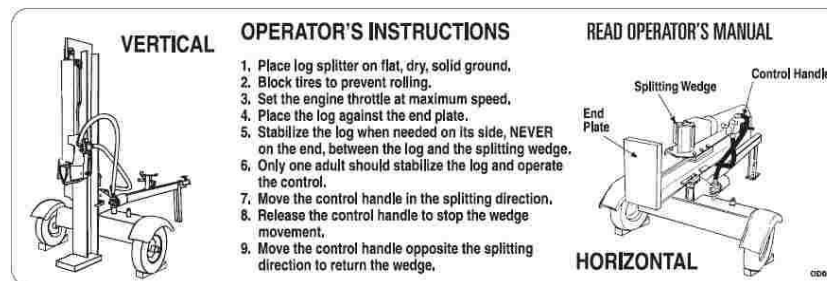 VERTICAL
OPERATOR'S INSTRUCTIONS
1. Place log splitter on flat, dry, solid ground.
2. Block tires to prevent rolling.
3. Set the engine throttle at maximum speed.
4. Place the log against the end plate.
5. Stabilize the log when needed on its side, NEVER
on the end, between the log and the splitting wedge.
6. Only one adult should stabilize the log and operate
the control.
7. Move the control handle in the splitting direction.
8. Release the control handle to stop the wedge
movement.
9. Move the control handle opposite the splitting
direction to return the wedge.
READ OPERATOR'S MANUAL
Control Handle
Splitting Wedge
End
Plate
HORIZONTAL